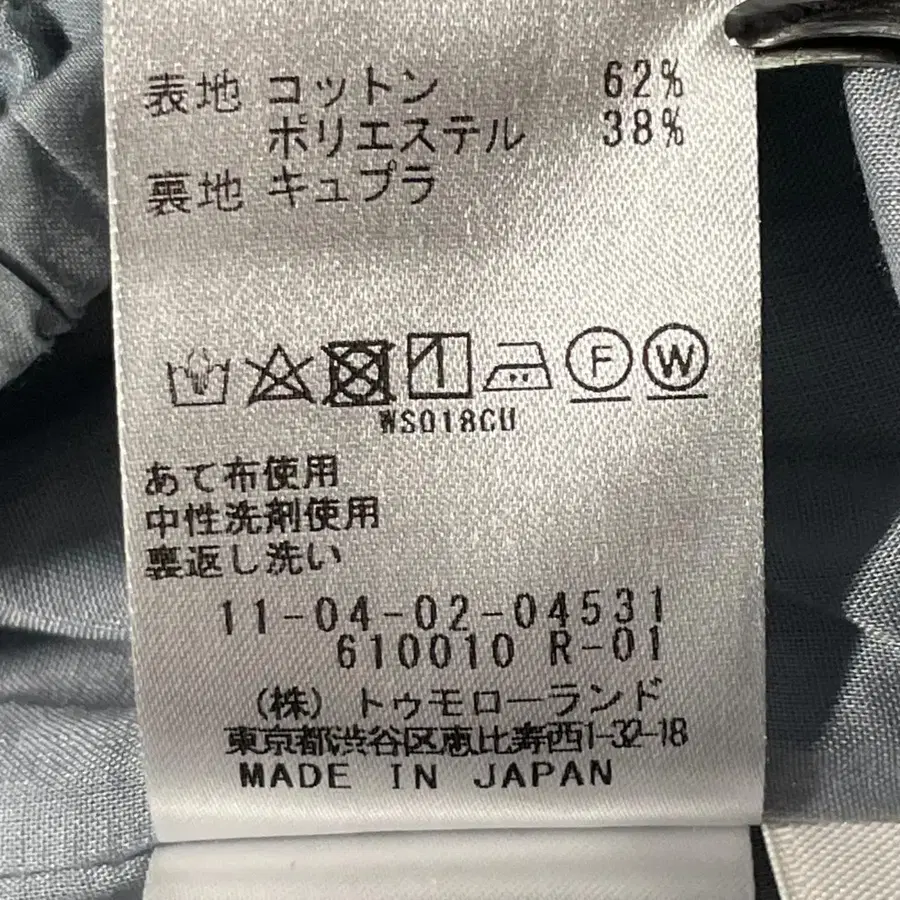 表地 コットン 62%
ポリエステル 38%
裏地 キュプラ
F W
WS018CU
あて布使用
中性洗剤使用
裏返し洗い
11-04-02-04531
610010 R-01
(株) トゥモローランド
東京都渋谷区恵比寿西1-32-18
MADE IN JAPAN